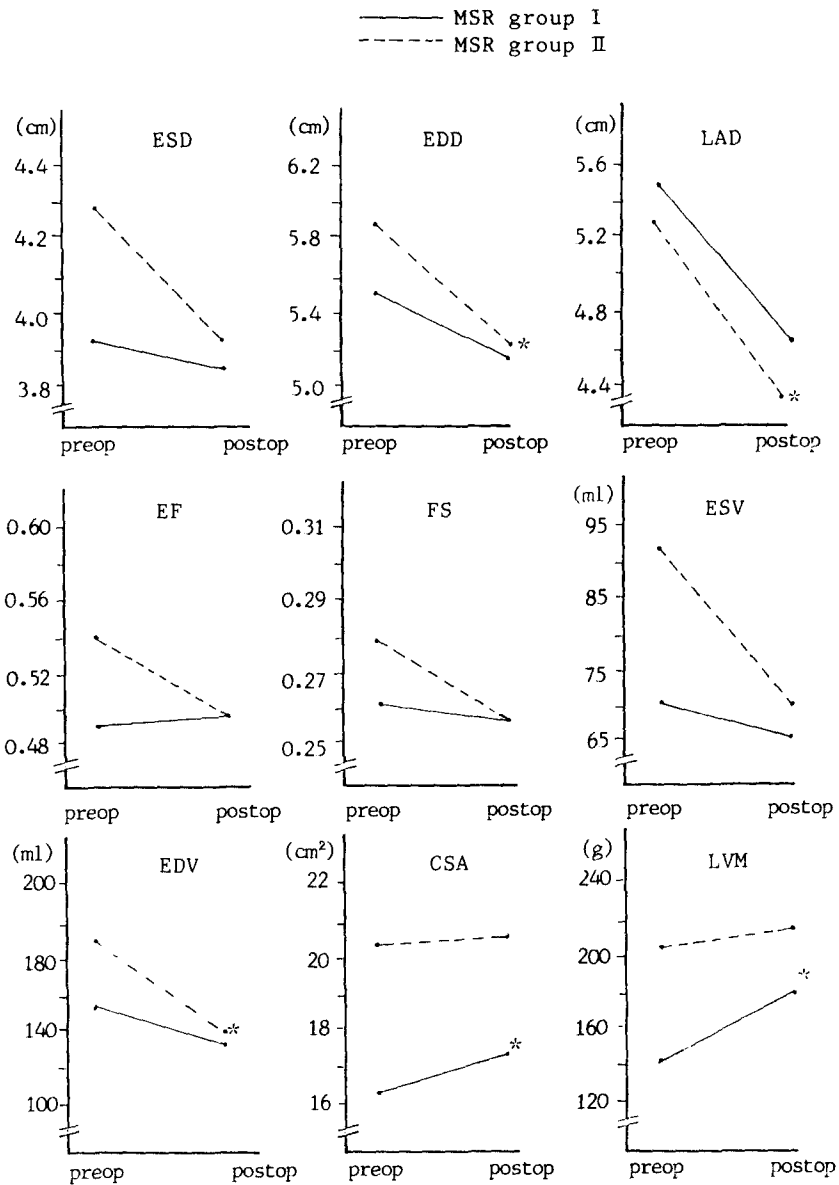 MSR group I
MSR group II
(cm)
ESD
4.4
4.2
4.0
3.8
preop postop
(cm)
EDD
6.2
5.8
5.4
5.0
*
preop postop
(cm)
LAD
5.6
5.2
4.8
4.4
*
preop postop
EF
0.60
0.56
0.52
0.48
preop postop
FS
0.31
0.29
0.27
0.25
preop postop
(ml)
ESV
95
85
75
65
preop postop
(ml)
EDV
200
180
140
100
*
preop postop
(cm²)
CSA
22
20
18
16
*
preop postop
(g)
LVM
240
200
160
120
*
preop postop